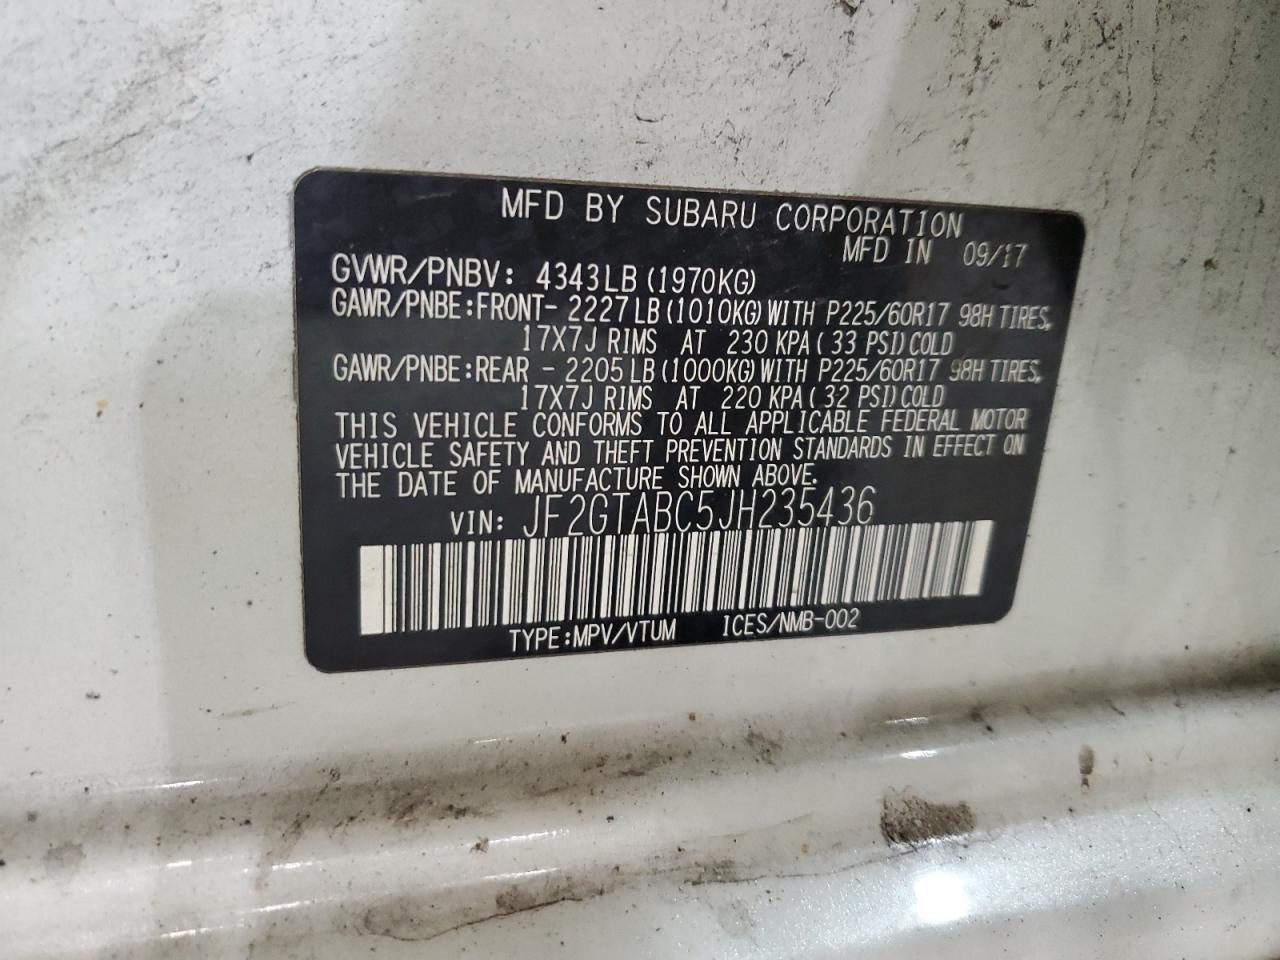 MFD BY SUBARU CORPORATION
MFD IN 09/17
GVWR/PNBV: 4343LB (1970KG)
GAWR/PNBE:FRONT- 2227LB (1010KG) WITH P225/60R17 98H TIRES,
17X7J RIMS AT 230 KPA ( 33 PSI) COLD
GAWR/PNBE:REAR - 2205LB (1000KG) WITH P225/60R17 98H TIRES,
17X7J RIMS AT 220 KPA ( 32 PSI) COLD
THIS VEHICLE CONFORMS TO ALL APPLICABLE FEDERAL MOTOR
VEHICLE SAFETY AND THEFT PREVENTION STANDARDS IN EFFECT ON
THE DATE OF MANUFACTURE SHOWN ABOVE.
VIN: JF2GTABC5JH235436
TYPE:MPV/VTUM ICES/NMB-002